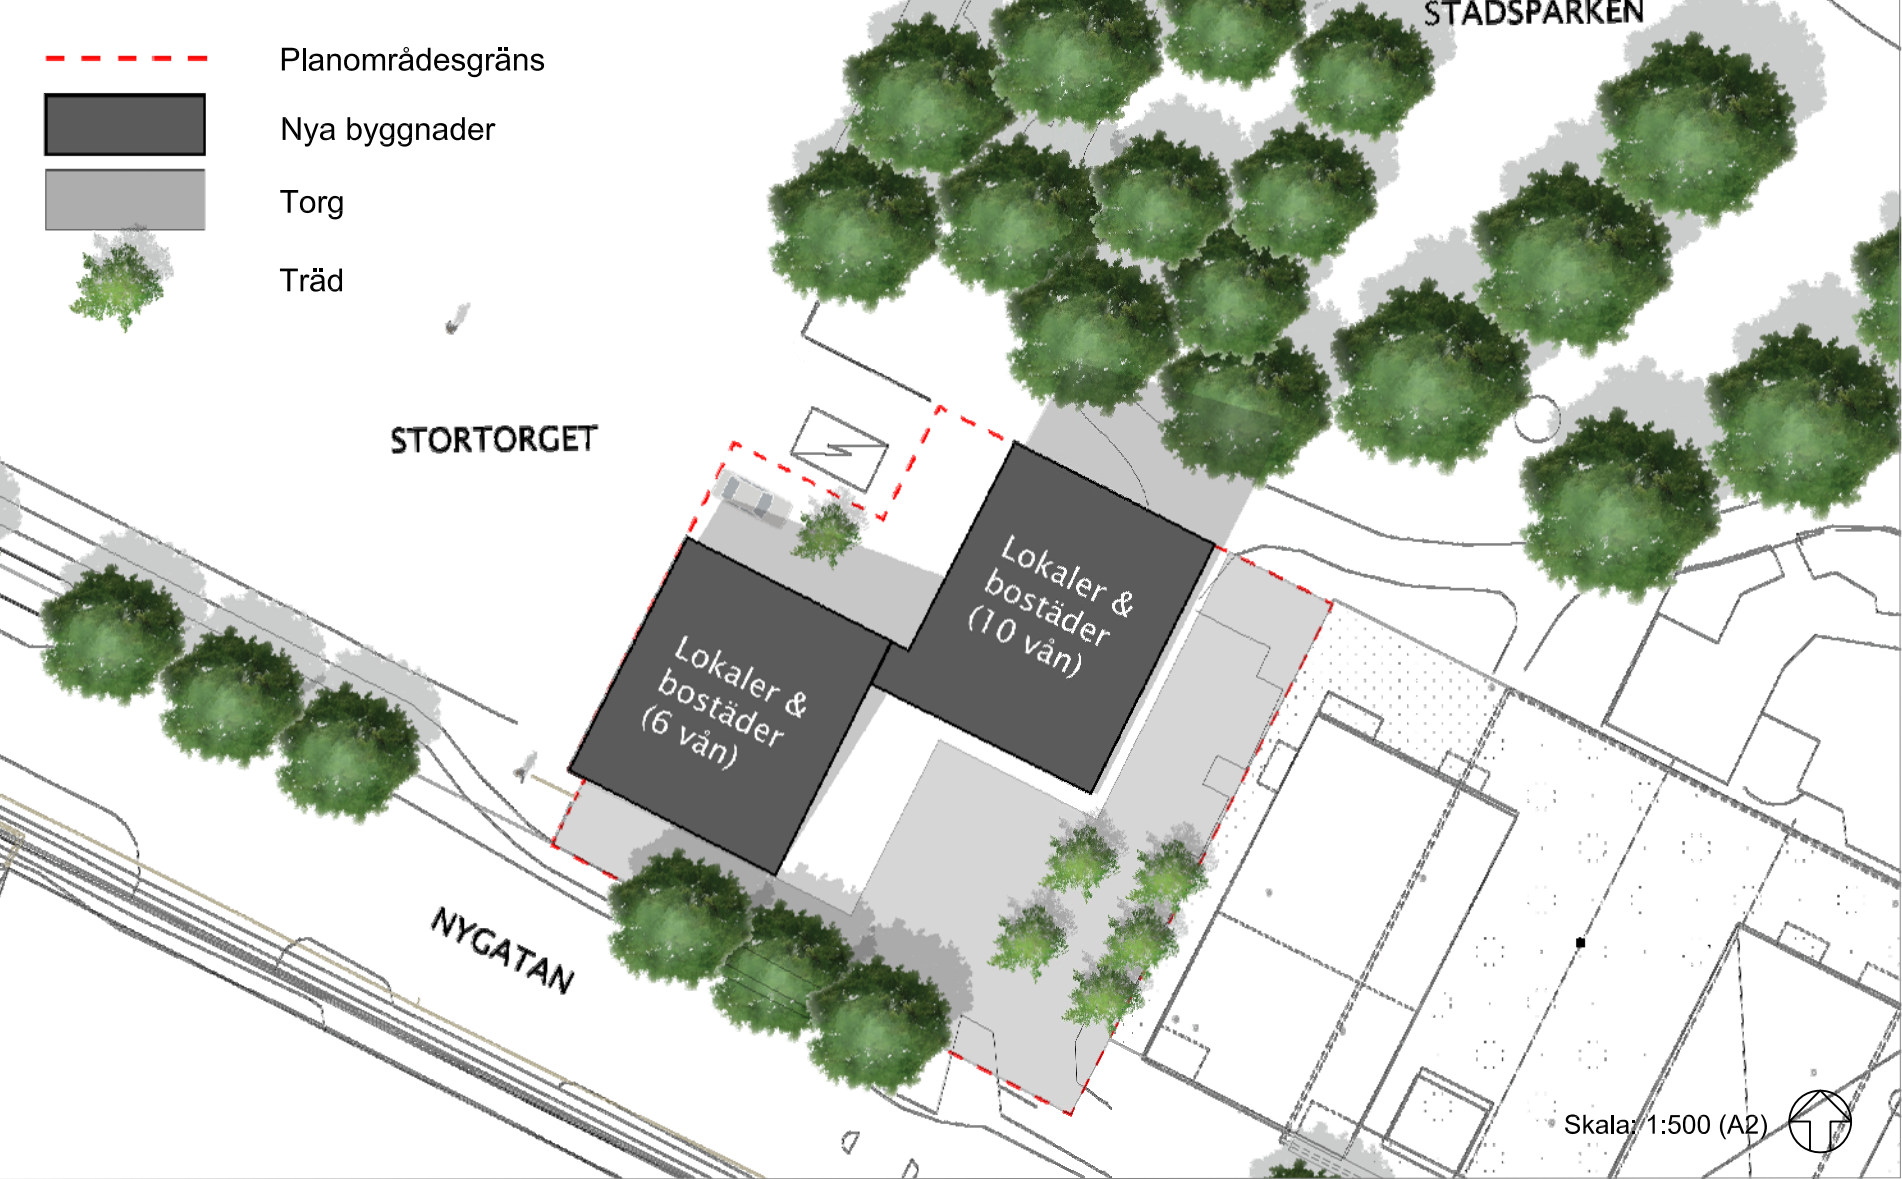 STADSPARKEN
Planområdesgräns
Nya byggnader
Torg
Träd
STORTORGET
Lokaler &
bostäder
(10 vån)
Lokaler &
bostäder
(6 vån)
NYGATAN
Skala: 1:500 (A2)